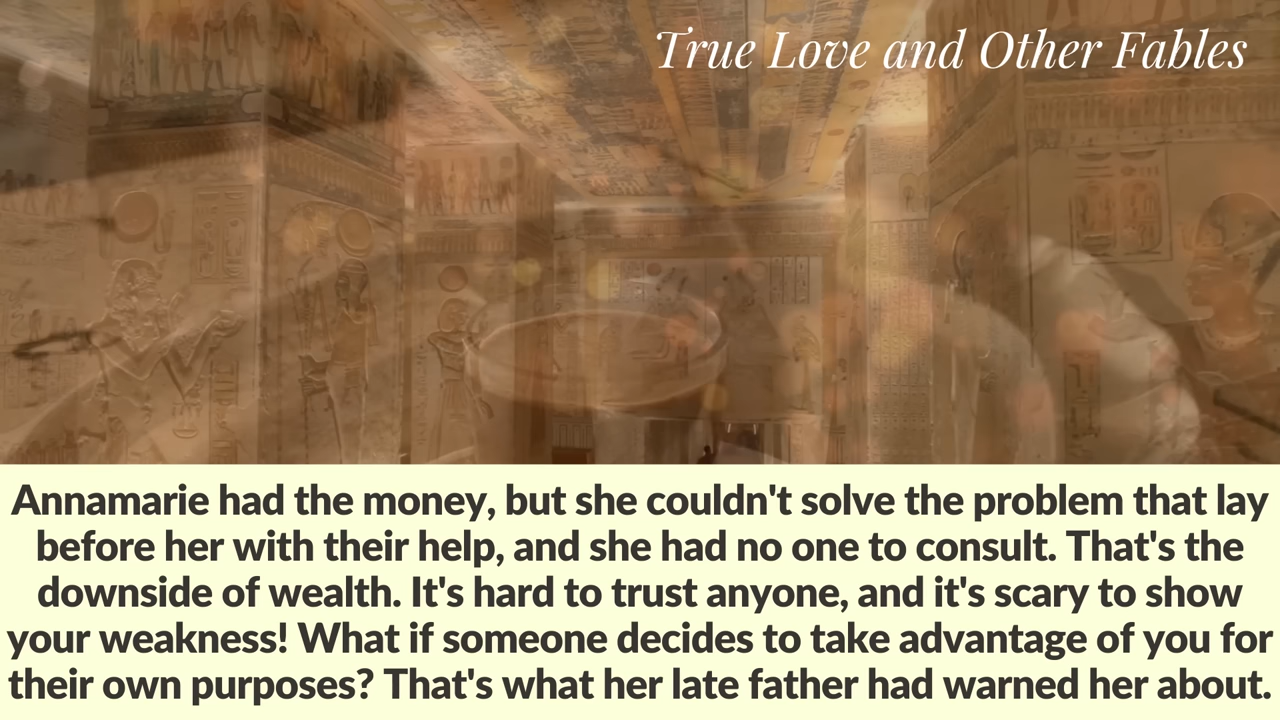 True Love and Other Fables
Annamarie had the money, but she couldn't solve the problem that lay
before her with their help, and she had no one to consult. That's the
downside of wealth. It's hard to trust anyone, and it's scary to show
your weakness! What if someone decides to take advantage of you for
their own purposes? That's what her late father had warned her about.